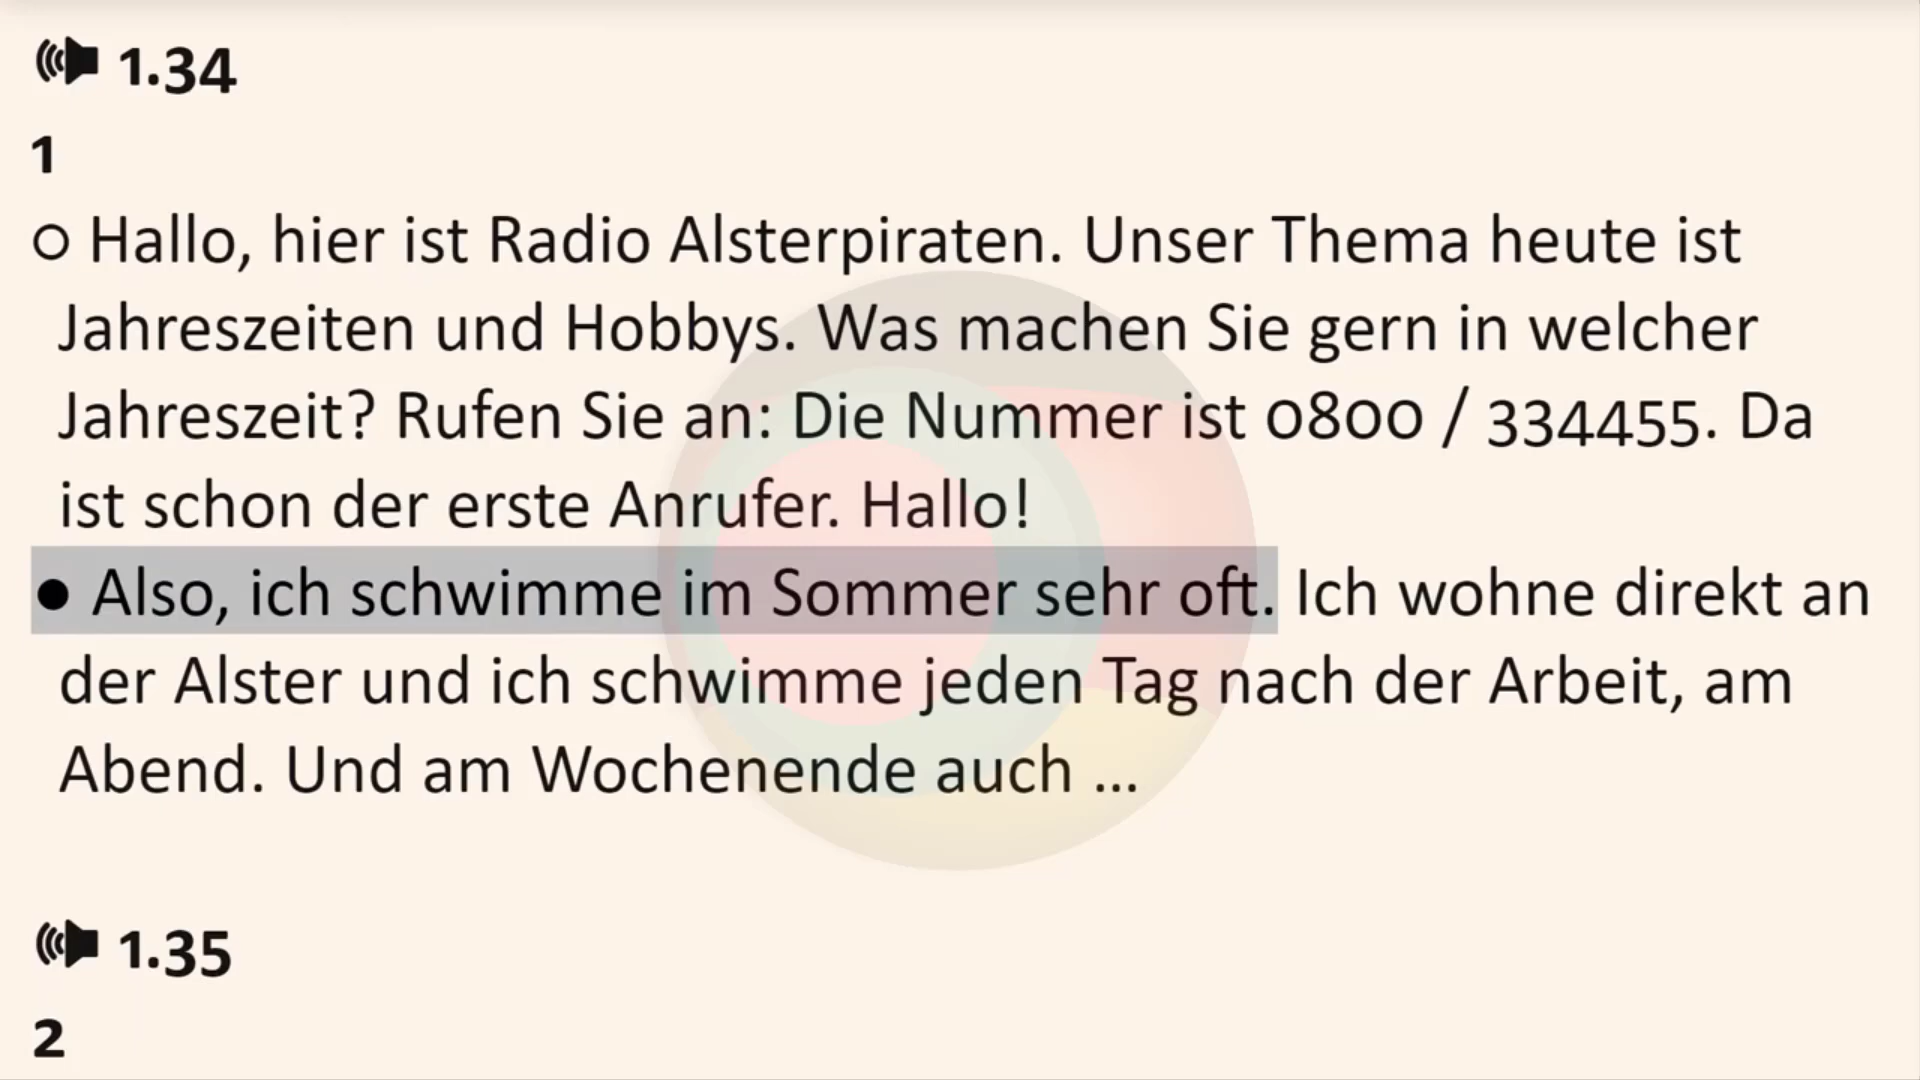 1.34
1
○ Hallo, hier ist Radio Alsterpiraten. Unser Thema heute ist
Jahreszeiten und Hobbys. Was machen Sie gern in welcher
Jahreszeit? Rufen Sie an: Die Nummer ist 0800 / 334455. Da
ist schon der erste Anrufer. Hallo!
● Also, ich schwimme im Sommer sehr oft. Ich wohne direkt an
der Alster und ich schwimme jeden Tag nach der Arbeit, am
Abend. Und am Wochenende auch ...
1.35
2